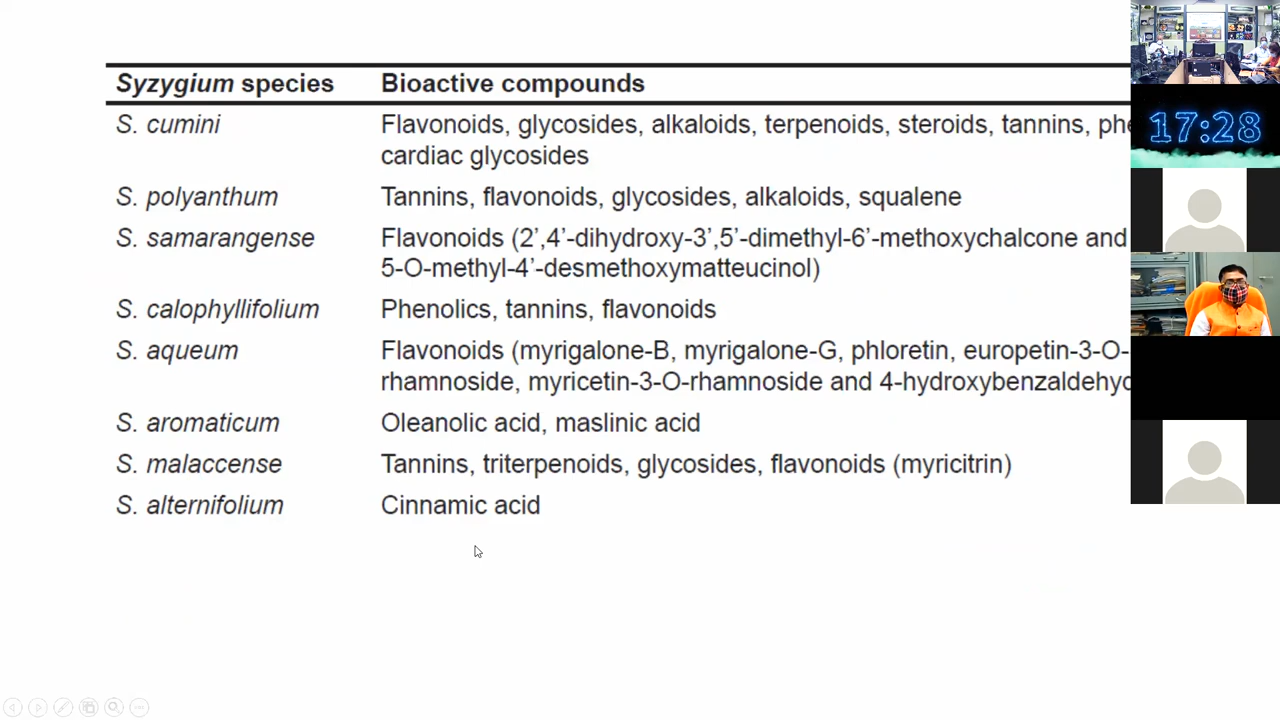 Syzygium species Bioactive compounds
S. cumini Flavonoids, glycosides, alkaloids, terpenoids, steroids, tannins,
cardiac glycosides
S. polyanthum Tannins, flavonoids, glycosides, alkaloids, squalene
S. samarangense Flavonoids (2’,4’-dihydroxy-3’,5’-dimethyl-6’-methoxychalcone and
5-O-methyl-4’-desmethoxymatteucinol)
S. calophyllifolium Phenolics, tannins, flavonoids
S. aqueum Flavonoids (myrigalone-B, myrigalone-G, phloretin, europetin-3-O-
rhamnoside, myricetin-3-O-rhamnoside and
S. aromaticum Oleanolic acid, maslinic acid
S. malaccense Tannins, triterpenoids, glycosides, flavonoids (myricitrin)
S. alternifolium Cinnamic acid
17:28